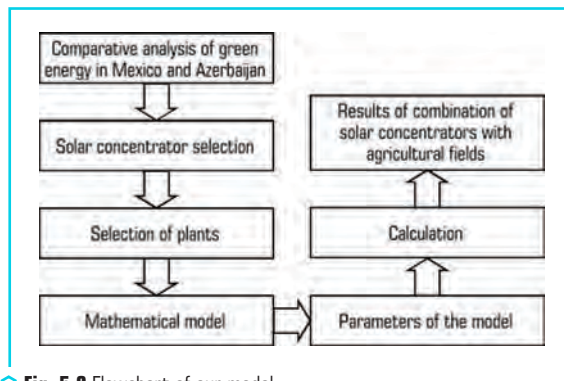 Comparative analysis of green
energy in Mexico and Azerbaijan
Solar concentrator selection
Selection of plants
Mathematical model
Parameters of the model
Calculation
Results of combination of
solar concentrators with
agricultural fields
Flowchart of our model